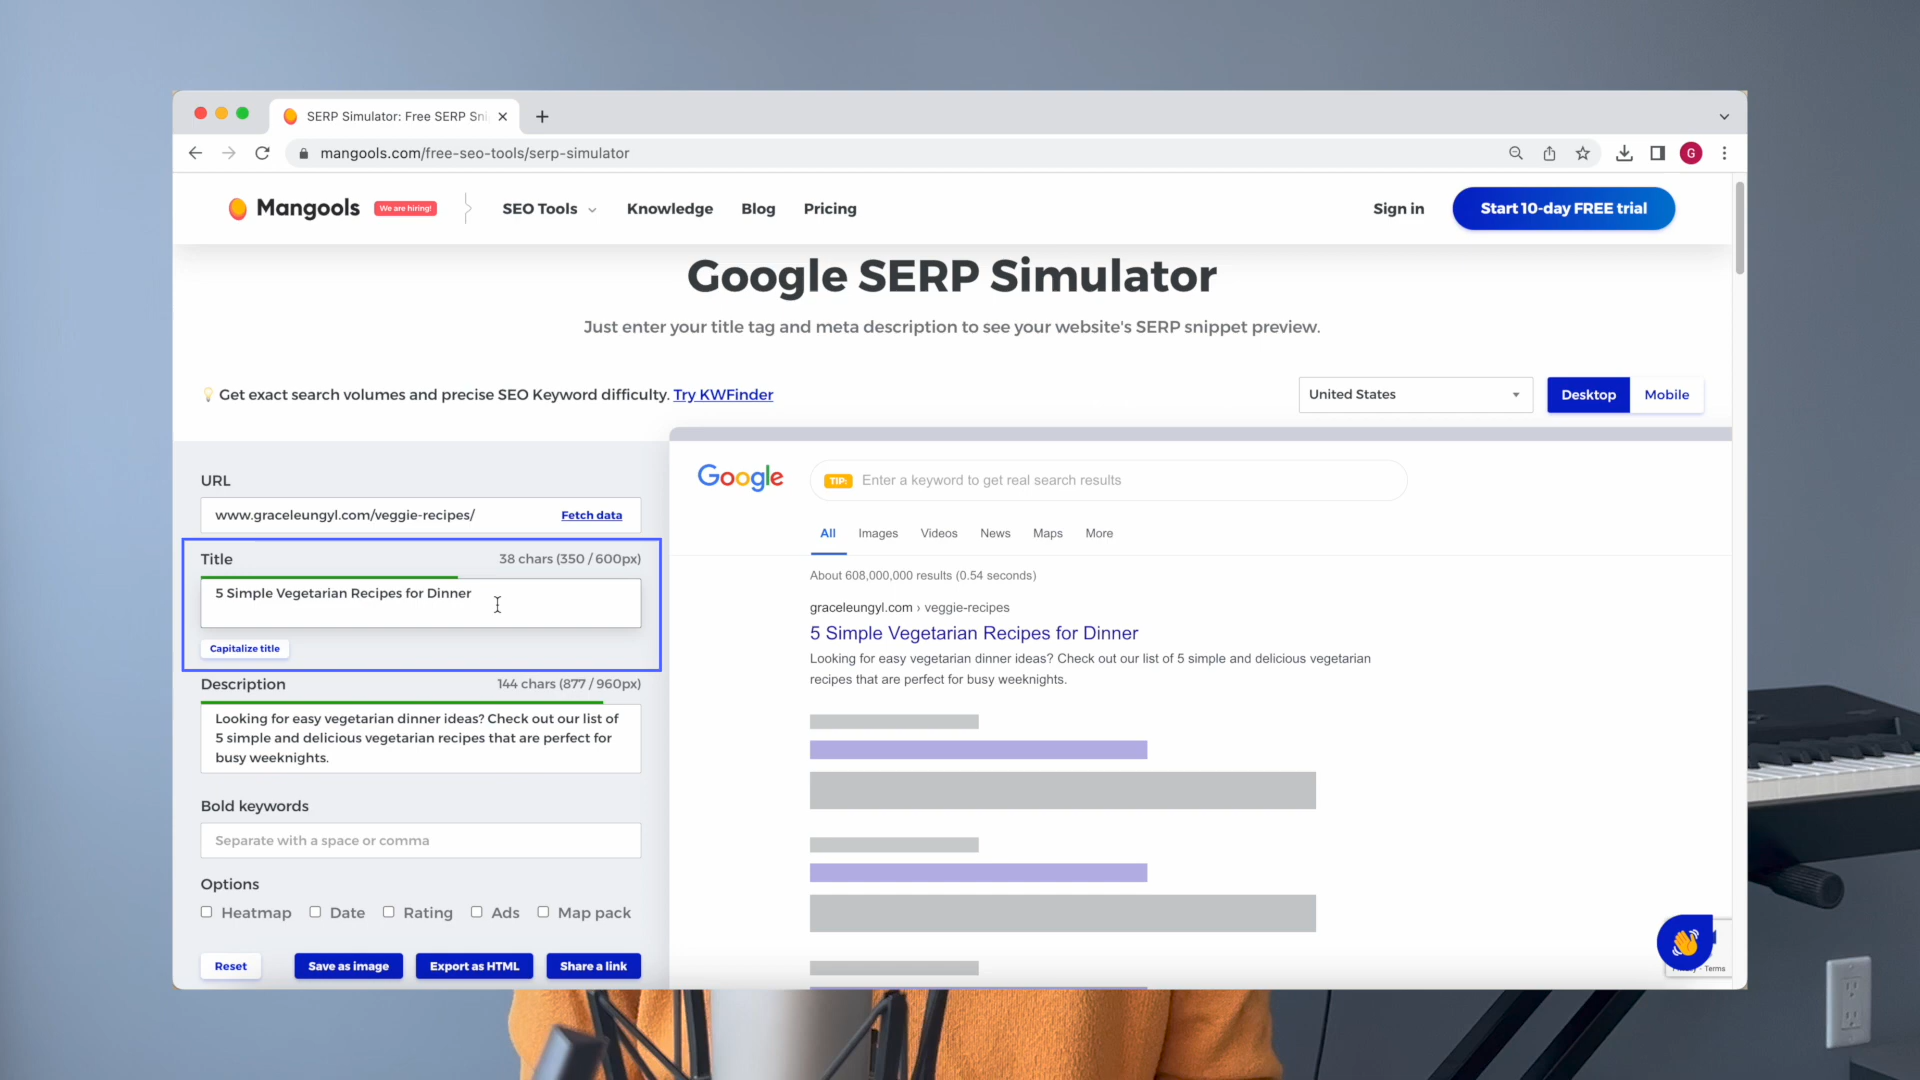 SERP Simulator: Free SERP Sni
mangools.com/free-seo-tools/serp-simulator
G
Mangools
We are hiring!
SEO Tools
Knowledge
Blog
Pricing
Sign in
Start 10-day FREE trial
Google SERP Simulator
Just enter your title tag and meta description to see your website's SERP snippet preview.
Get exact search volumes and precise SEO Keyword difficulty. Try KWFinder
United States
Desktop
Mobile
URL
www.graceleungyl.com/veggie-recipes/
Fetch data
Title
38 chars (350 / 600px)
5 Simple Vegetarian Recipes for Dinner
Capitalize title
Description
144 chars (877 / 960px)
Looking for easy vegetarian dinner ideas? Check out our list of
5 simple and delicious vegetarian recipes that are perfect for
busy weeknights.
Bold keywords
Separate with a space or comma
Options
Heatmap
Date
Rating
Ads
Map pack
Reset
Save as image
Export as HTML
Share a link
Google
TIP:
Enter a keyword to get real search results
All
Images
Videos
News
Maps
More
About 608,000,000 results (0.54 seconds)
graceleungyl.com › veggie-recipes
5 Simple Vegetarian Recipes for Dinner
Looking for easy vegetarian dinner ideas? Check out our list of 5 simple and delicious vegetarian
recipes that are perfect for busy weeknights.
- Terms